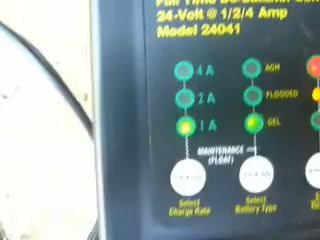 24-Volt @ 1/2/4 Amp
Model 24041
4 A
AGM
2 A
FLOODED
1 A
GEL
MAINTENANCE
(FLOAT)
Select
Charge Rate
Select
Battery Type